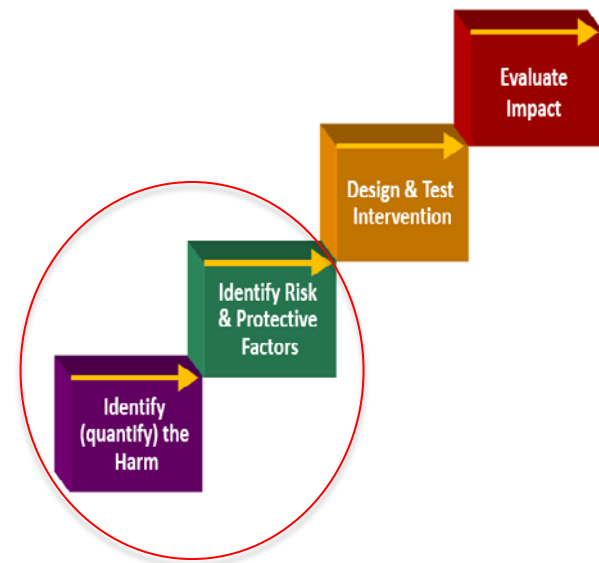 Evaluate
Impact
Design & Test
Intervention
Identify Risk
& Protective
Factors
Identify
(quantify) the
Harm